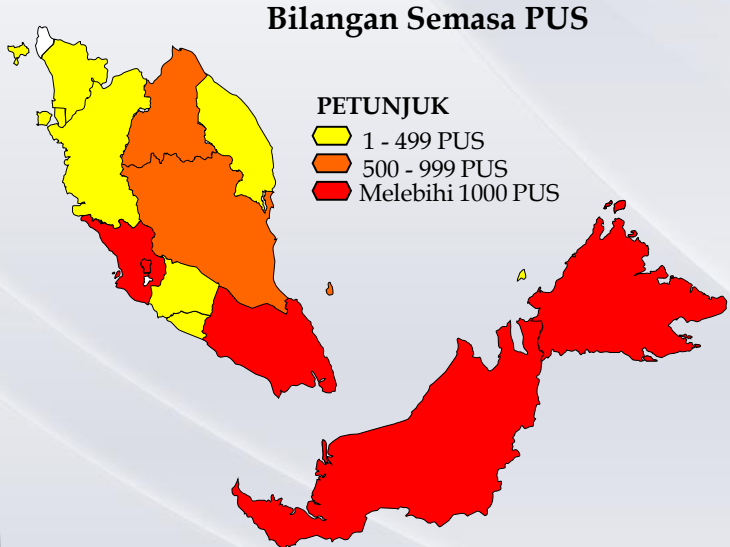 Bilangan Semasa PUS
PETUNJUK
1 - 499 PUS
500 - 999 PUS
Melebihi 1000 PUS